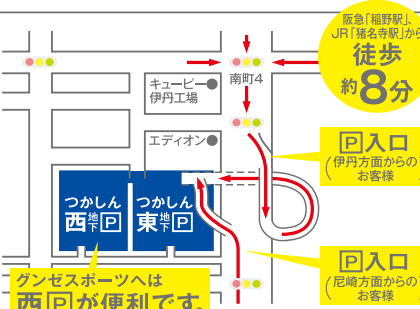 阪急「稲野駅」、
JR「猪名寺駅」から
徒歩
約8分
南町4
キューピー
伊丹工場
エディオン
P入口
(伊丹方面からの
お客様
つかしん
西地下P
つかしん
東地下P
P入口
(尼崎方面からの
お客様
グンゼスポーツへは
西Pが便利です。